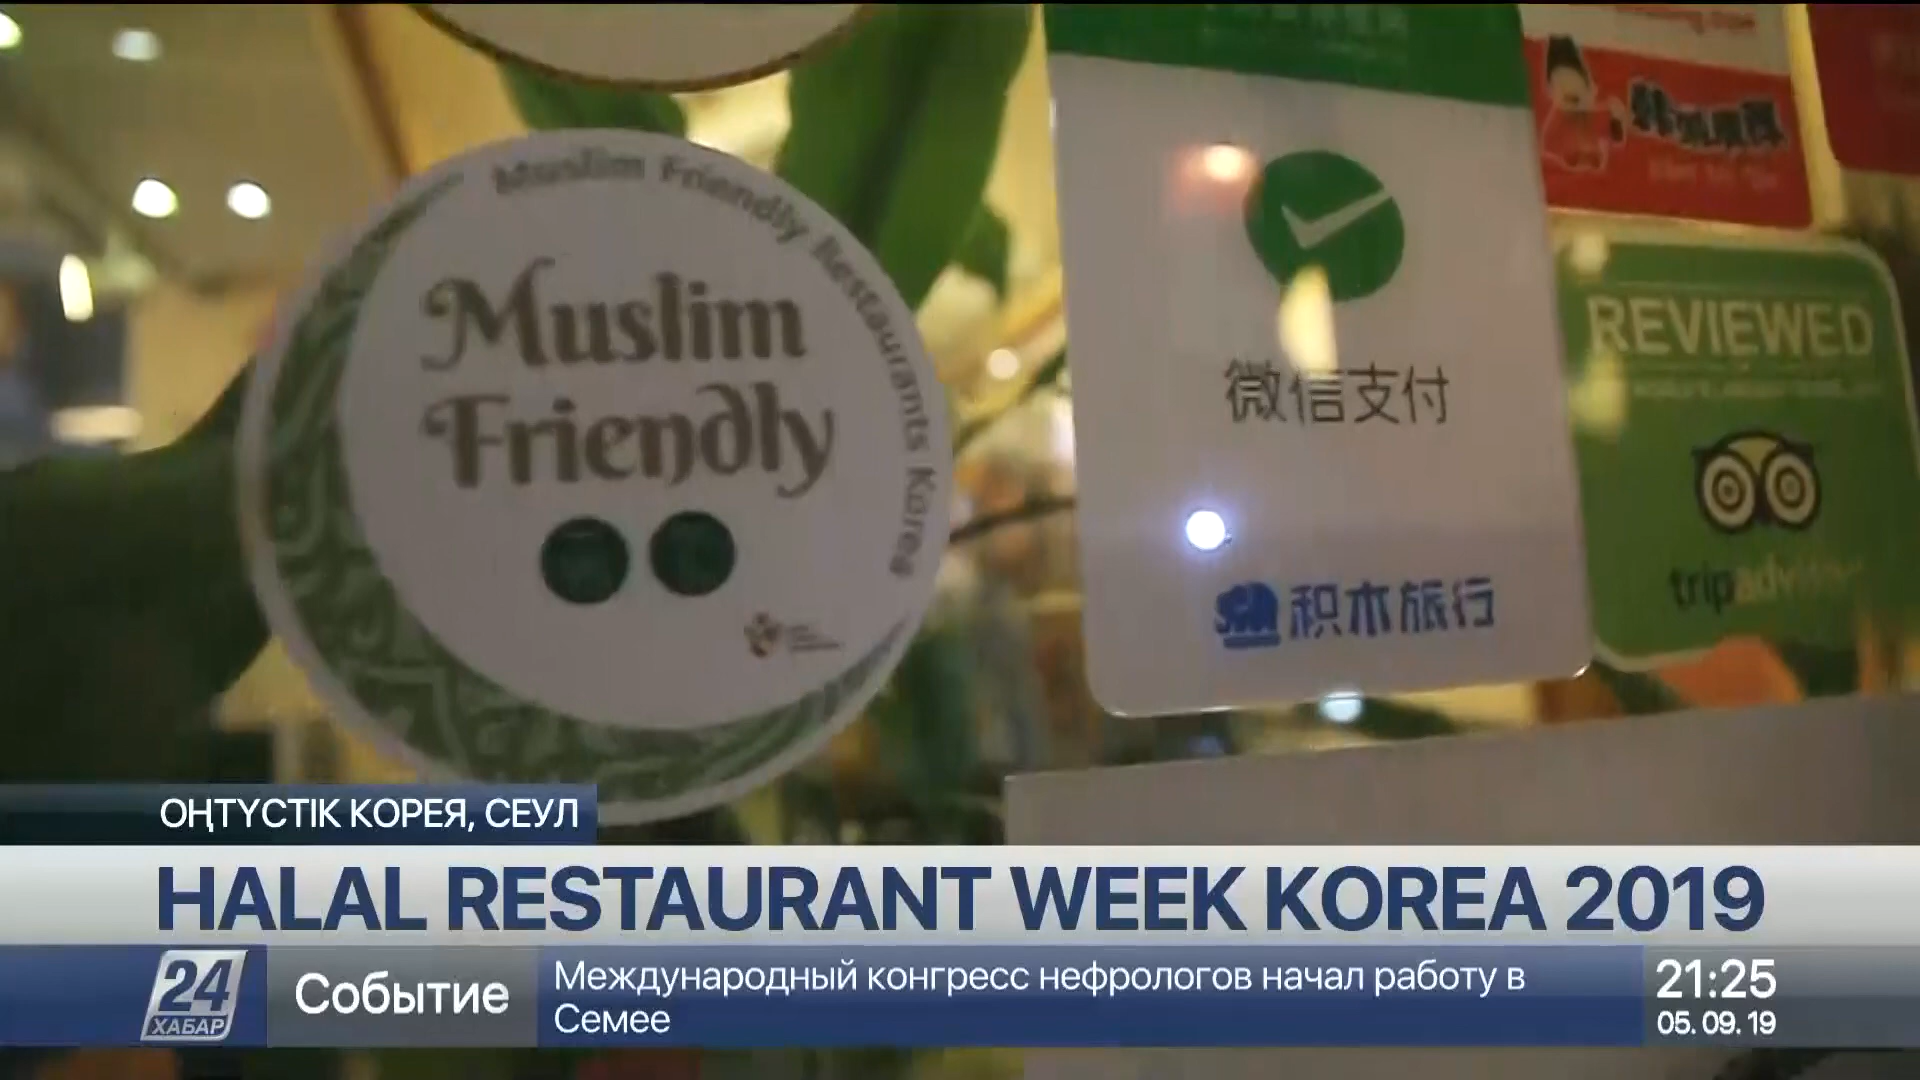 Muslim Friendly Restaurants Korea
Muslim
Friendly
微信支付
积木旅行
REVIEWED
tripadvisor
ОҢТҮСТІК КОРЕЯ, СЕУЛ
HALAL RESTAURANT WEEK KOREA 2019
24
ХАБАР
Событие
Международный конгресс нефрологов начал работу в
Семее
21:25
05. 09. 19